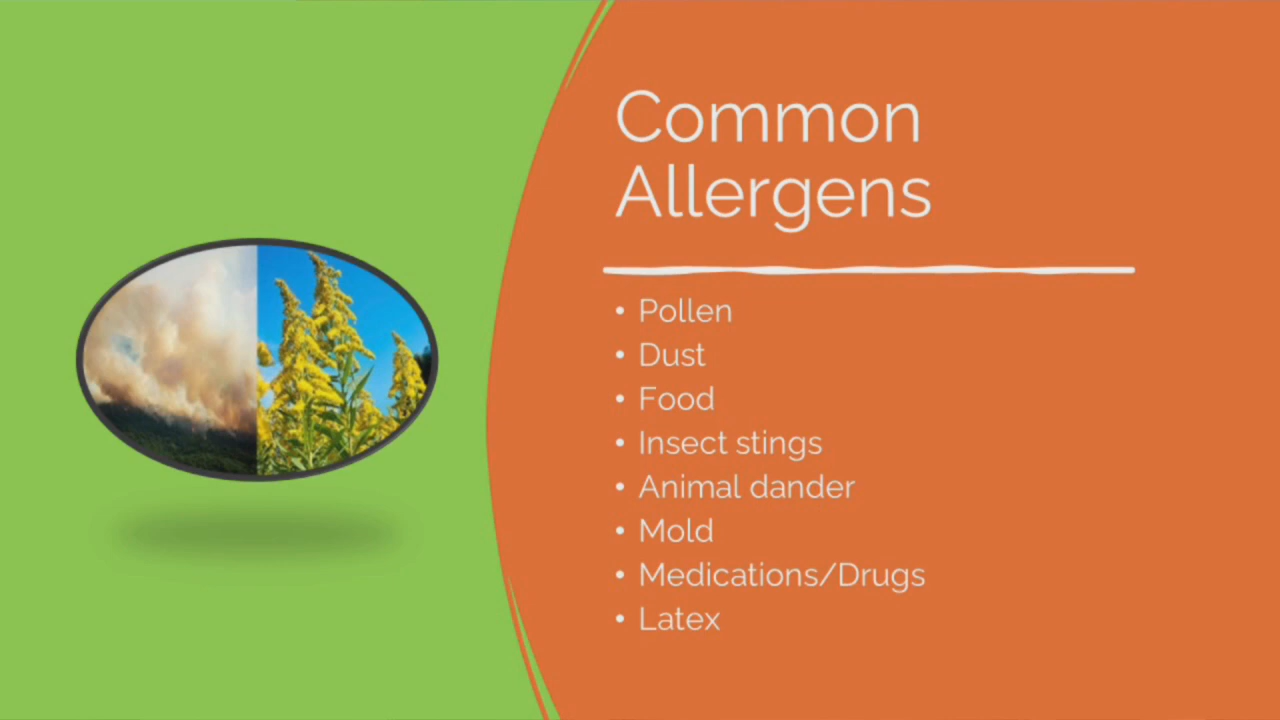 Common
Allergens
• Pollen
• Dust
• Food
• Insect stings
• Animal dander
• Mold
• Medications/Drugs
• Latex